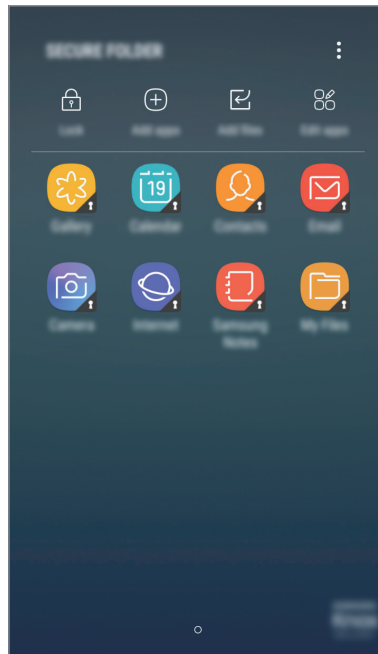 SECURE FOLDER
Lock Add apps Add files Edit apps
19
Gallery Calendar Contacts Email
Camera Internet Samsung Notes My Files